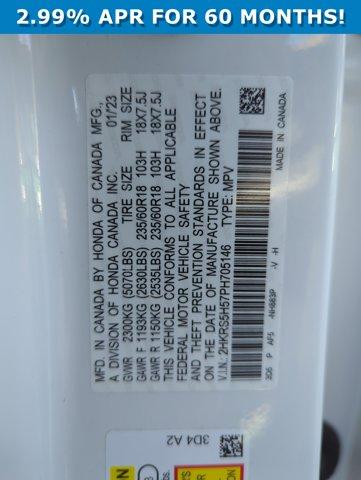 2.99% APR FOR 60 MONTHS!
MFD. IN CANADA BY HONDA OF CANADA MFG.,
A DIVISION OF HONDA CANADA INC. 01/23
GVWR 2300KG (5070LBS) TIRE SIZE RIM SIZE
GAWR F 1193KG (2630LBS) 235/60R18 103H 18X7.5J
GAWR R 1150KG (2535LBS) 235/60R18 103H 18X7.5J
THIS VEHICLE CONFORMS TO ALL APPLICABLE
FEDERAL MOTOR VEHICLE SAFETY
AND THEFT PREVENTION STANDARDS IN EFFECT
ON THE DATE OF MANUFACTURE SHOWN ABOVE.
V.I.N.: 2HKRS5H57PH705146 TYPE: MPV
NH883P -V -H
3D5 P AF5 MADE IN CANADA
3D4 A2